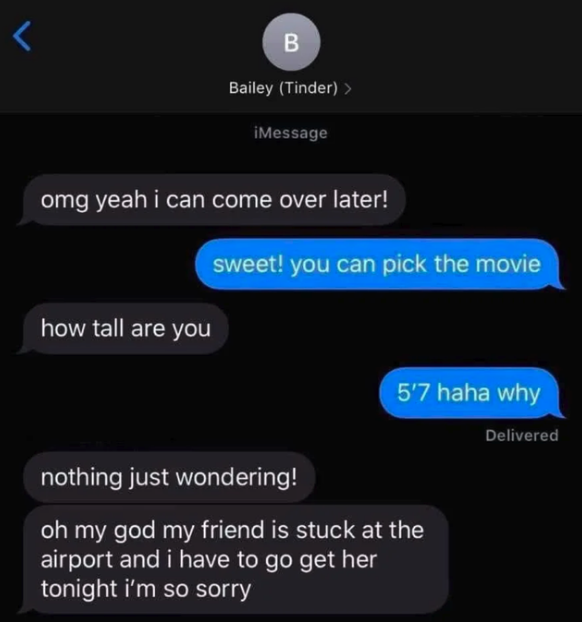 B
Bailey (Tinder) >
iMessage
omg yeah i can come over later!
sweet! you can pick the movie
how tall are you
5'7 haha why
Delivered
nothing just wondering!
oh my god my friend is stuck at the
airport and i have to go get her
tonight i'm so sorry